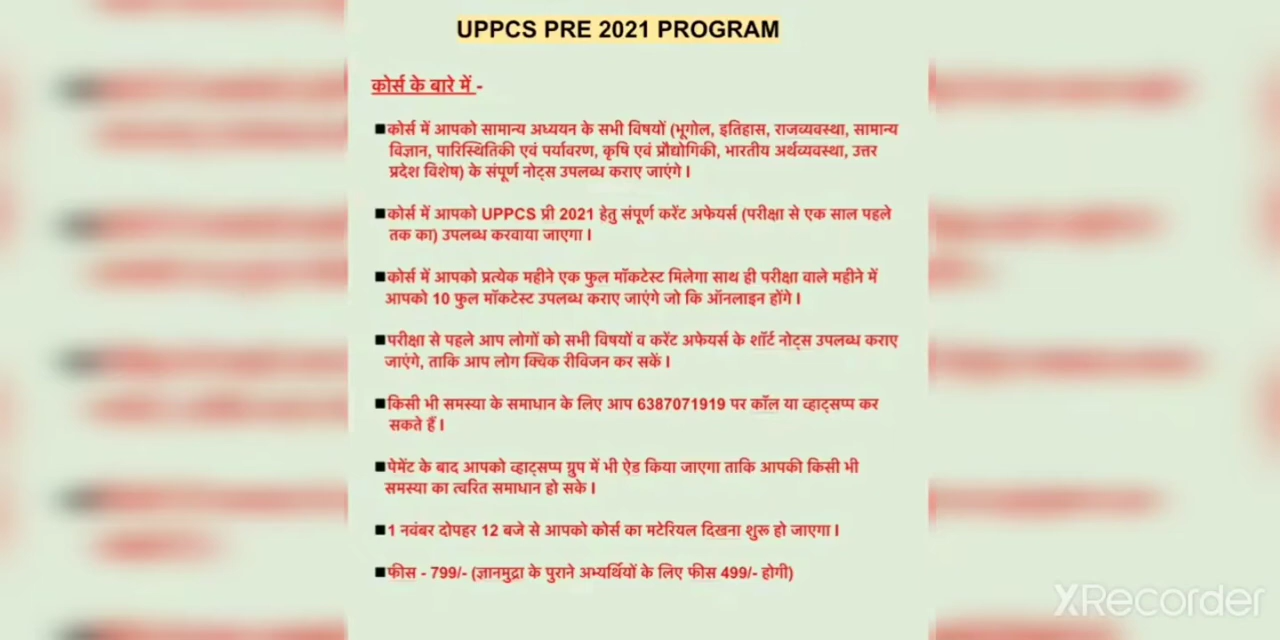 UPPCS PRE 2021 PROGRAM
कोर्स के बारे में -
■कोर्स में आपको सामान्य अध्ययन के सभी विषयों (भूगोल, इतिहास, राजव्यवस्था, सामान्य
विज्ञान, पारिस्थितिकी एवं पर्यावरण, कृषि एवं प्रौद्योगिकी, भारतीय अर्थव्यवस्था, उत्तर
प्रदेश विशेष) के संपूर्ण नोट्स उपलब्ध कराए जाएंगे ।
■कोर्स में आपको UPPCS प्री 2021 हेतु संपूर्ण करेंट अफेयर्स (परीक्षा से एक साल पहले
तक का) उपलब्ध करवाया जाएगा ।
■कोर्स में आपको प्रत्येक महीने एक फुल मॉकटेस्ट मिलेगा साथ ही परीक्षा वाले महीने में
आपको 10 फुल मॉकटेस्ट उपलब्ध कराए जाएंगे जो कि ऑनलाइन होंगे ।
■परीक्षा से पहले आप लोगों को सभी विषयों व करेंट अफेयर्स के शॉर्ट नोट्स उपलब्ध कराए
जाएंगे, ताकि आप लोग क्विक रीविजन कर सकें ।
■किसी भी समस्या के समाधान के लिए आप 6387071919 पर कॉल या व्हाट्सप्प कर
सकते हैं ।
■पेमेंट के बाद आपको व्हाट्सप्प ग्रुप में भी ऐड किया जाएगा ताकि आपकी किसी भी
समस्या का त्वरित समाधान हो सके ।
■1 नवंबर दोपहर 12 बजे से आपको कोर्स का मटेरियल दिखना शुरू हो जाएगा ।
■फीस - 799/- (ज्ञानमुद्रा के पुराने अभ्यर्थियों के लिए फीस 499/- होगी)
XRecorder